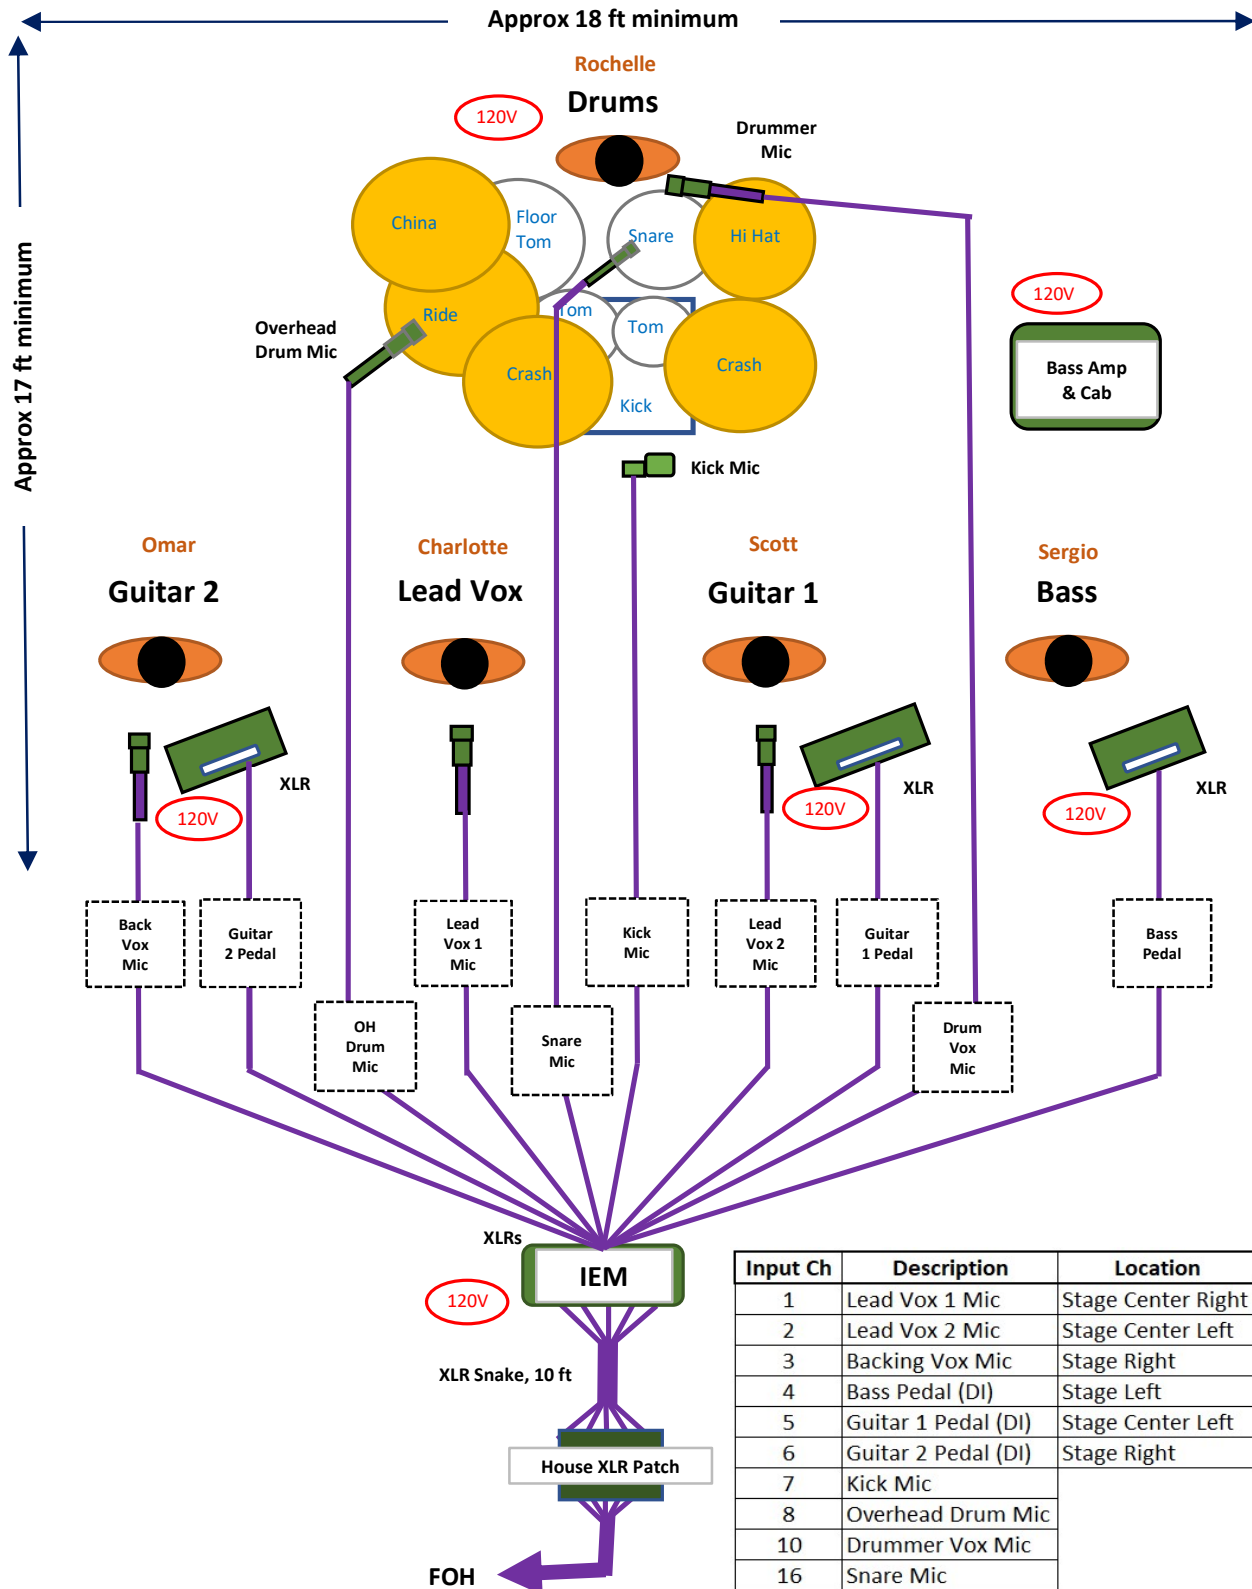 Approx 18 ft minimum
Approx 17 ft minimum
Rochelle
Drums
120V
Drummer
Mic
China
Floor
Tom
Snare
Hi Hat
Ride
Tom
Tom
Crash
Crash
Kick
Overhead
Drum Mic
120V
Bass Amp
& Cab
Kick Mic
Omar
Guitar 2
Charlotte
Lead Vox
Scott
Guitar 1
Sergio
Bass
XLR
120V
XLR
120V
XLR
120V
Back
Vox
Mic
Guitar
2 Pedal
Lead
Vox 1
Mic
Kick
Mic
Lead
Vox 2
Mic
Guitar
1 Pedal
Bass
Pedal
OH
Drum
Mic
Snare
Mic
Drum
Vox
Mic
XLRs
IEM
120V
XLR Snake, 10 ft
House XLR Patch
FOH
Input Ch Description Location
1 Lead Vox 1 Mic Stage Center Right
2 Lead Vox 2 Mic Stage Center Left
3 Backing Vox Mic Stage Right
4 Bass Pedal (DI) Stage Left
5 Guitar 1 Pedal (DI) Stage Center Left
6 Guitar 2 Pedal (DI) Stage Right
7 Kick Mic
8 Overhead Drum Mic
10 Drummer Vox Mic
16 Snare Mic